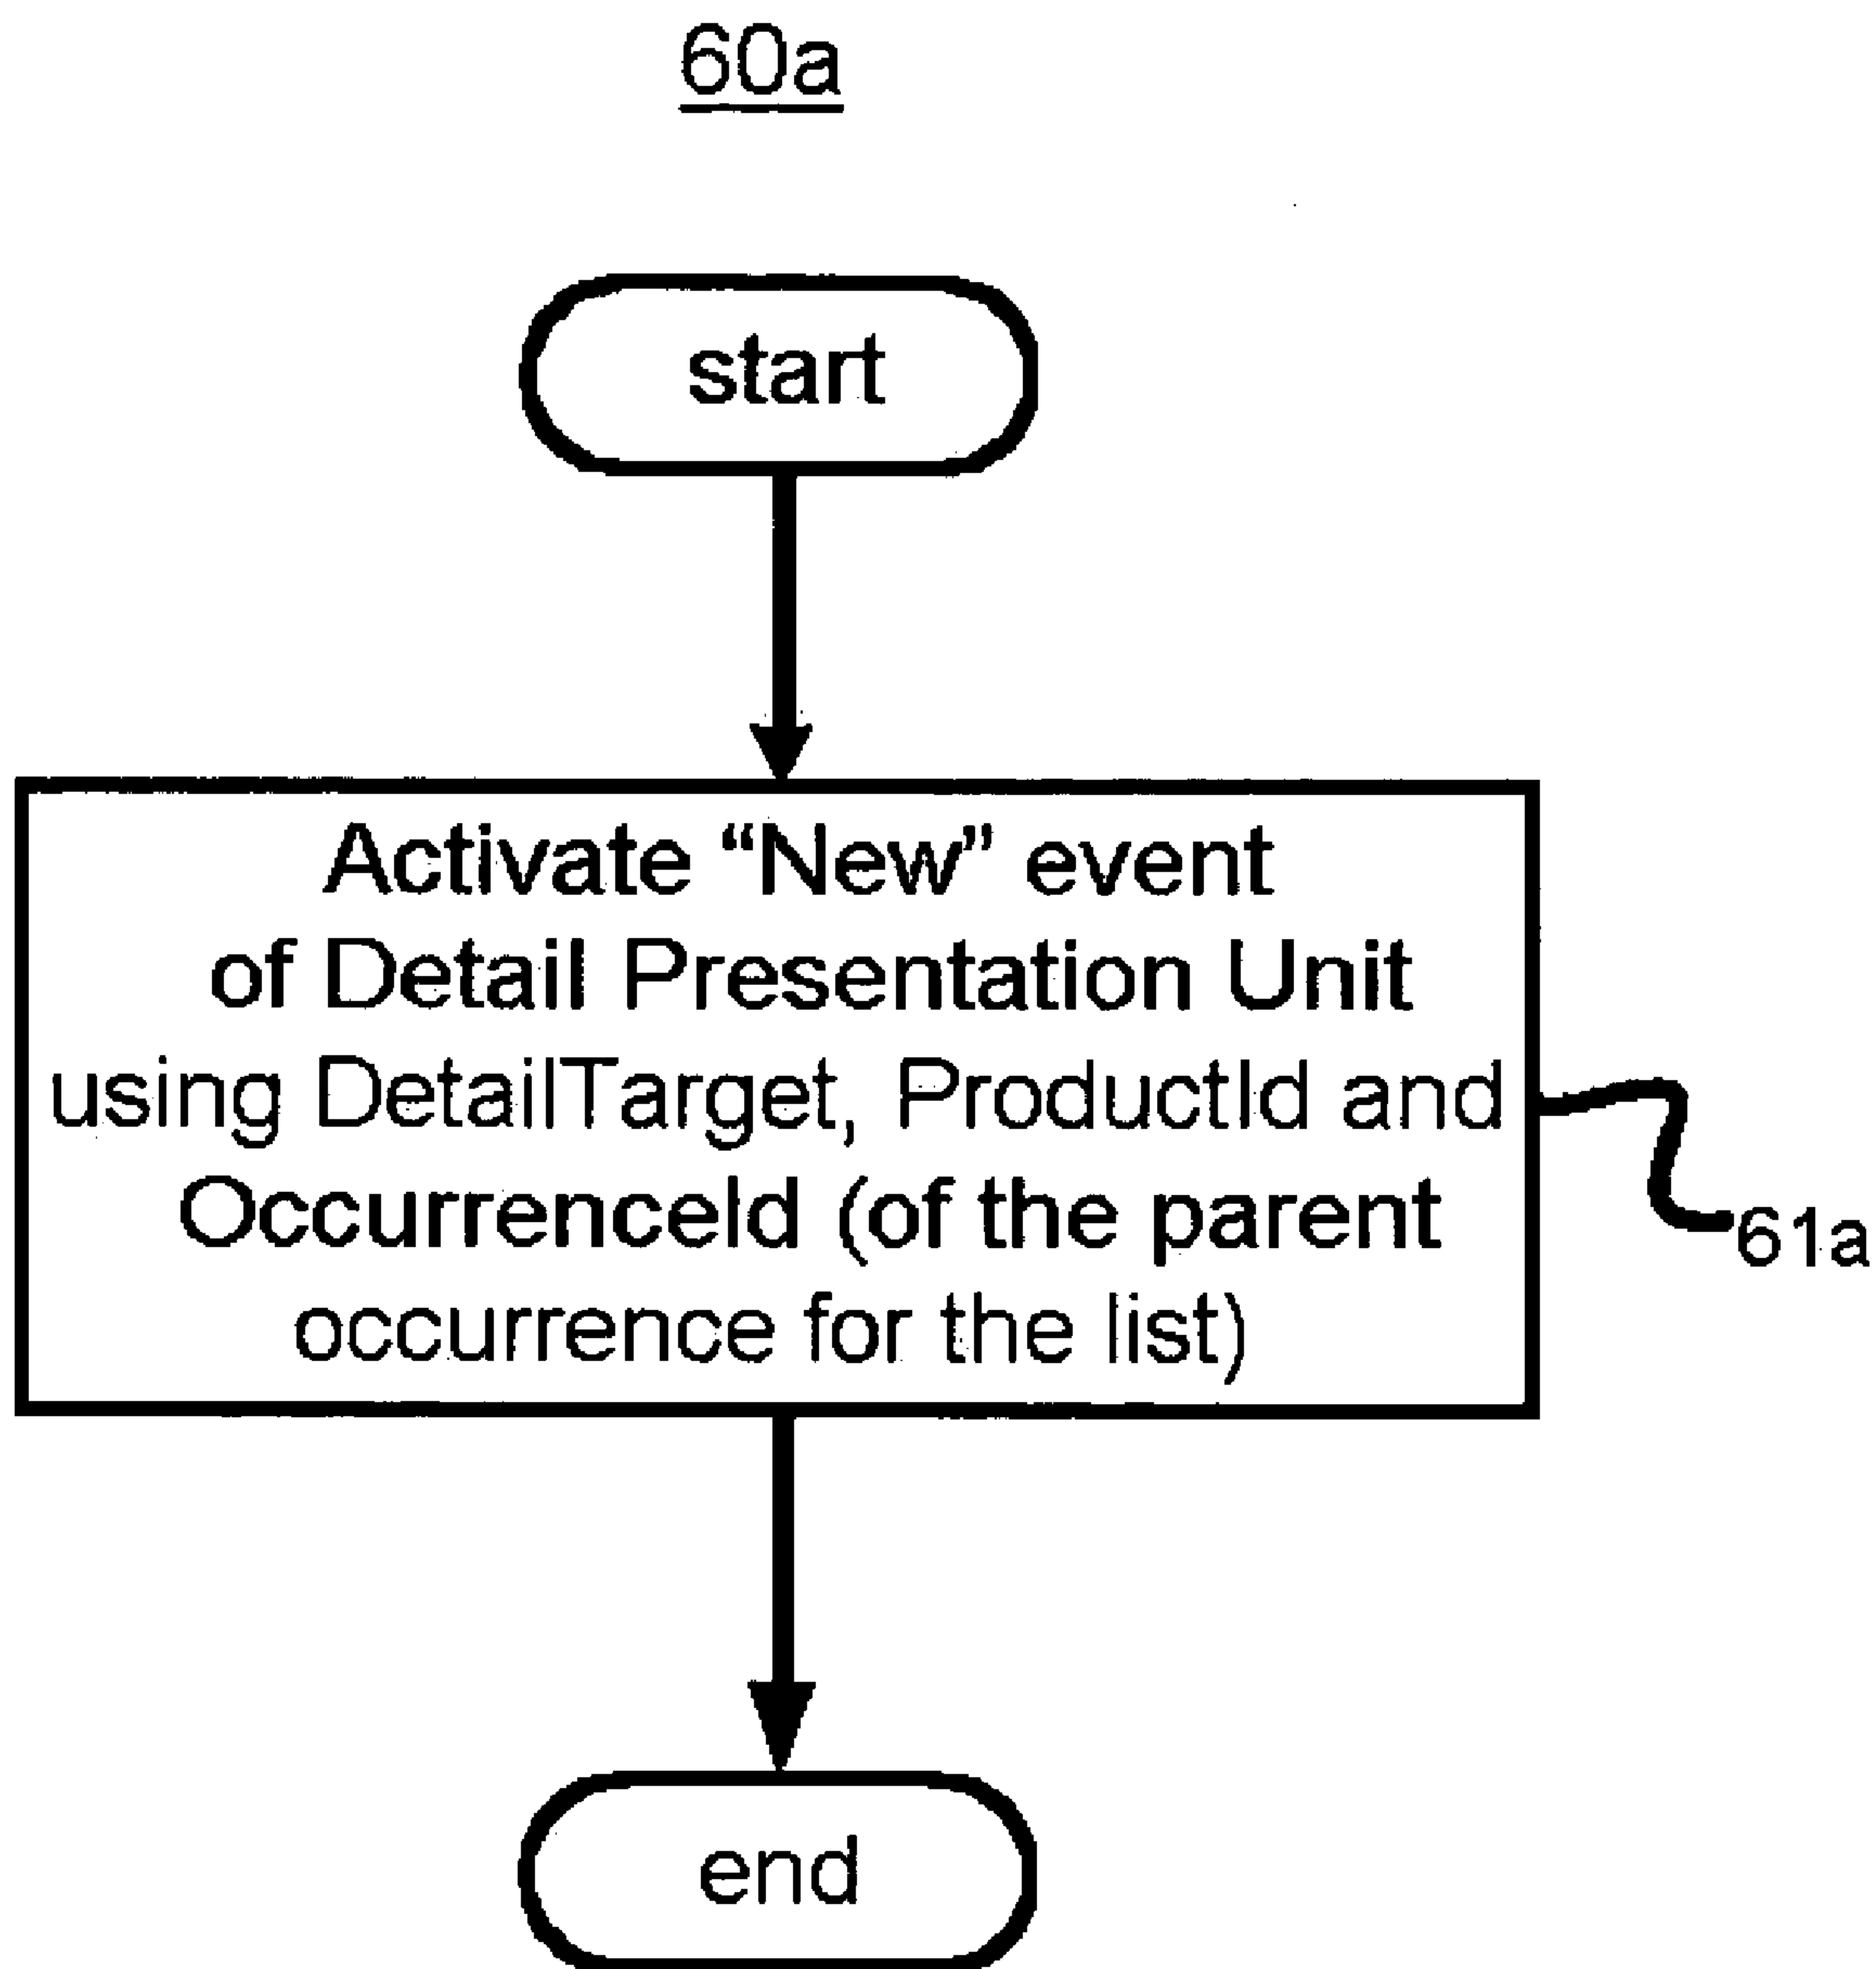 60a
start
Activate “New” event
of Detail Presentation Unit
using DetailTarget, ProductId and
OccurrenceId (of the parent
occurrence for the list)
61a
end